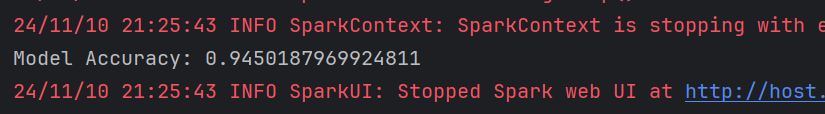 24/11/10 21:25:43 INFO SparkContext: SparkContext is stopping with e
Model Accuracy: 0.9450187969924811
24/11/10 21:25:43 INFO SparkUI: Stopped Spark web UI at http://host.